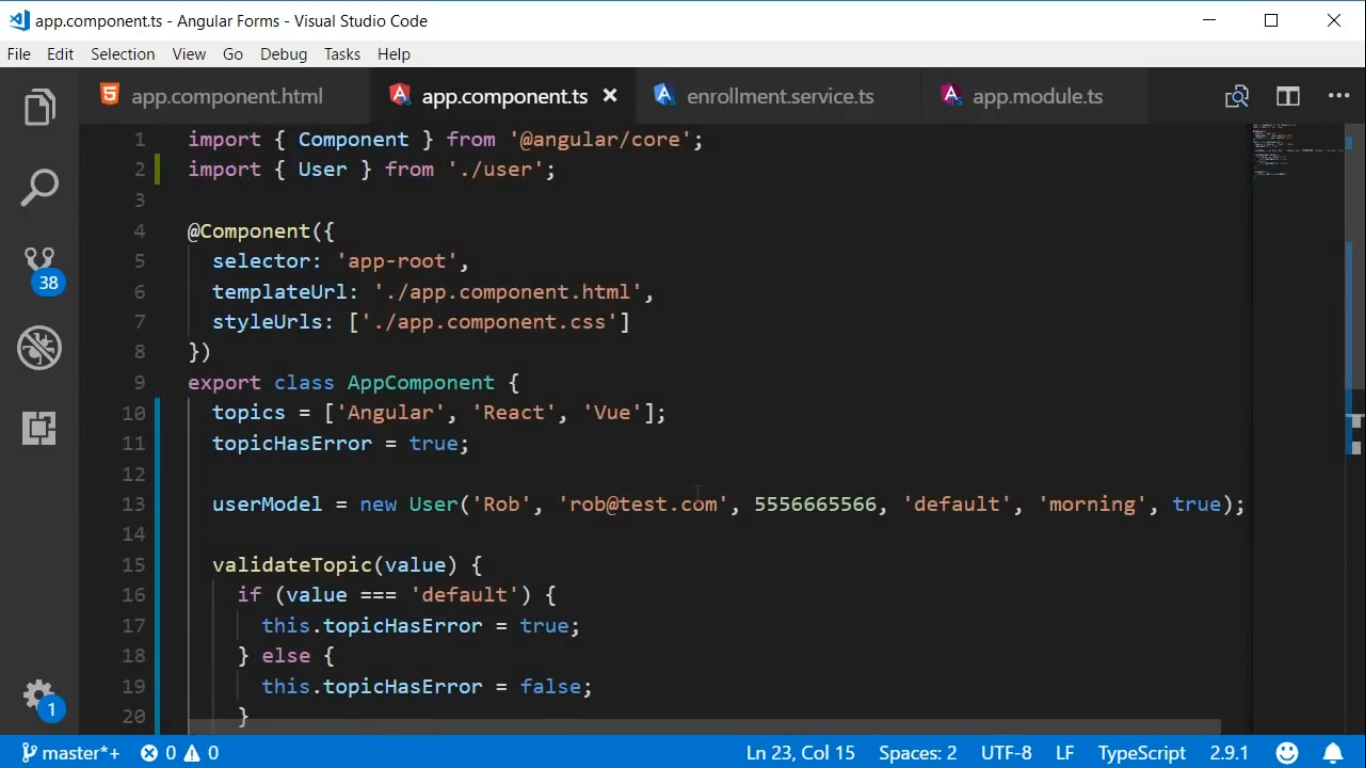 app.component.ts - Angular Forms - Visual Studio Code
File Edit Selection View Go Debug Tasks Help
app.component.html app.component.ts enrollment.service.ts app.module.ts
1 import { Component } from '@angular/core';
2 import { User } from './user';
3
4 @Component({
5 selector: 'app-root',
6 templateUrl: './app.component.html',
7 styleUrls: ['./app.component.css']
8 })
9 export class AppComponent {
10 topics = ['Angular', 'React', 'Vue'];
11 topicHasError = true;
12
13 userModel = new User('Rob', 'rob@test.com', 5556665566, 'default', 'morning', true);
14
15 validateTopic(value) {
16 if (value === 'default') {
17 this.topicHasError = true;
18 } else {
19 this.topicHasError = false;
20 }
38
1
master*+ 0 0 Ln 23, Col 15 Spaces: 2 UTF-8 LF TypeScript 2.9.1